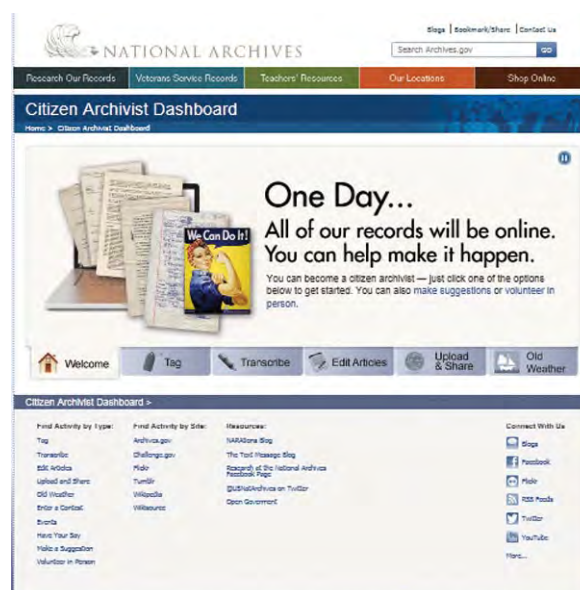 Blogs | Bookmark/Share | Contact Us
NATIONAL ARCHIVES
Search Archives.gov GO
Research Our Records Veterans Service Records Teachers' Resources Our Locations Shop Online
Citizen Archivist Dashboard
Home > Citizen Archivist Dashboard
We Can Do It!
One Day...
All of our records will be online.
You can help make it happen.
You can become a citizen archivist — just click one of the options
below to get started. You can also make suggestions or volunteer in
person.
Welcome Tag Transcribe Edit Articles Upload & Share Old Weather
Citizen Archivist Dashboard >
Find Activity by Type:
Tag
Transcribe
Edit Articles
Upload and Share
Old Weather
Enter a Contest
Events
Have Your Say
Make a Suggestion
Volunteer in Person
Find Activity by Site:
Archives.gov
Challenge.gov
Flickr
Tumblr
Wikipedia
Wikisource
Resources:
NARAtions Blog
The Text Message Blog
Research at the National Archives
Facebook Page
@USNatArchives on Twitter
Open Government
Connect With Us
Blogs
Facebook
Flickr
RSS Feeds
Twitter
YouTube
More...